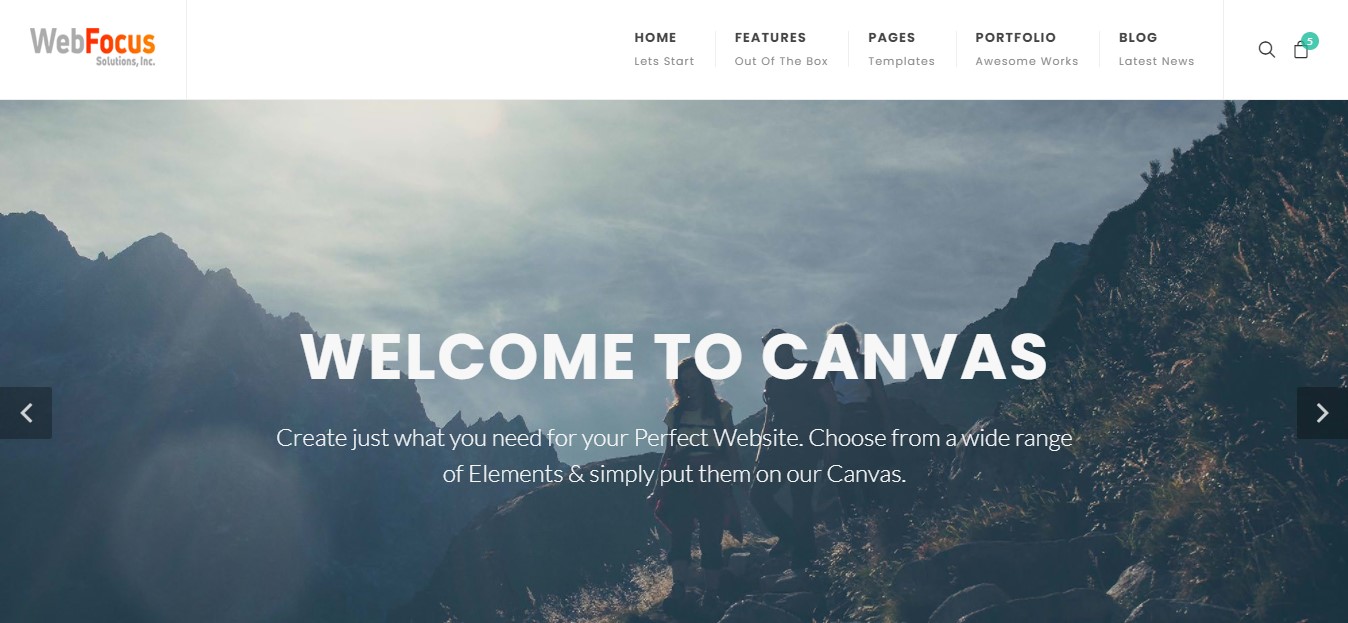 WebFocus
Solutions, Inc.
HOME
Lets Start
FEATURES
Out Of The Box
PAGES
Templates
PORTFOLIO
Awesome Works
BLOG
Latest News
5
WELCOME TO CANVAS
Create just what you need for your Perfect Website. Choose from a wide range
of Elements & simply put them on our Canvas.